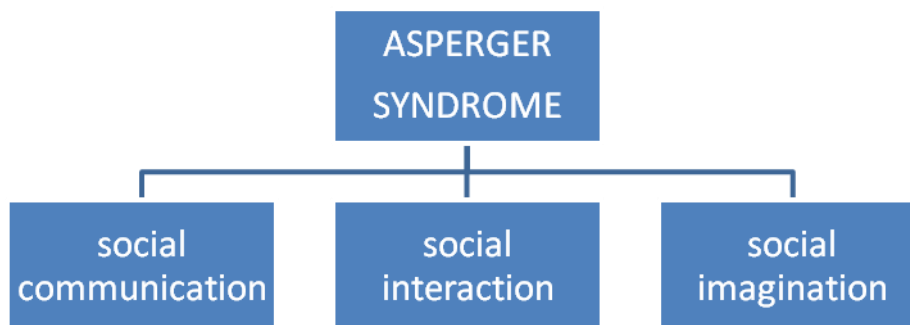 ASPERGER
SYNDROME
social
communication
social
interaction
social
imagination